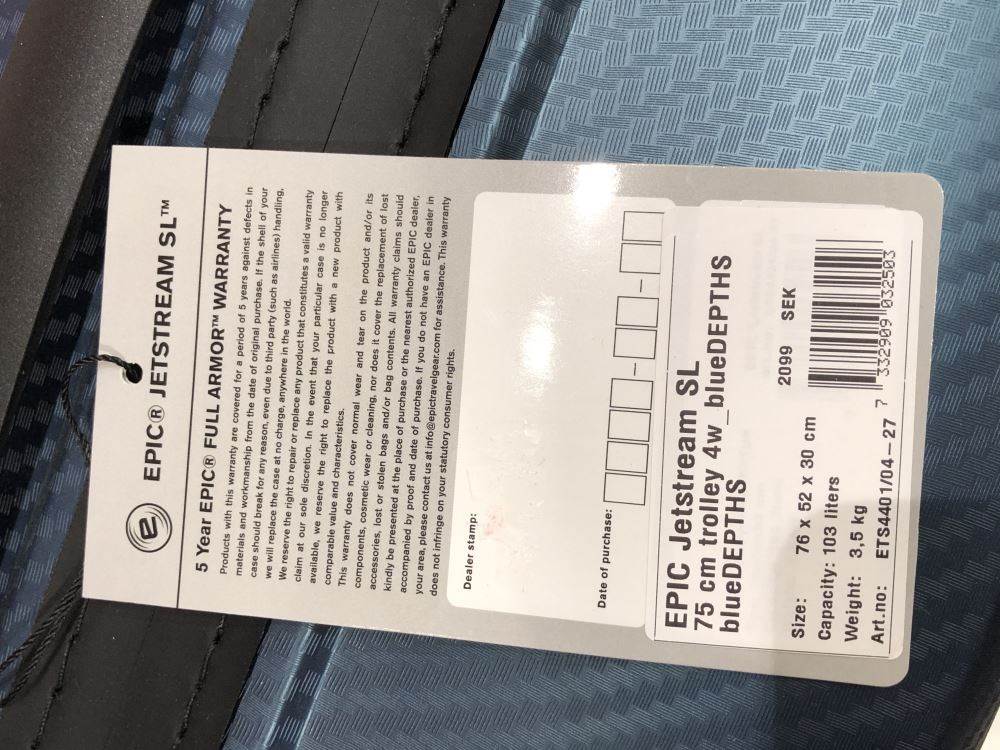 EPIC® JETSTREAM SL™
5 Year EPIC® FULL ARMOR™ WARRANTY
Products with this warranty are covered for a period of 5 years against defects in
materials and workmanship from the date of original purchase. If the shell of your
case should break for any reason, even due to third party (such as airlines) handling,
we will replace the case at no charge, anywhere in the world.
We reserve the right to repair or replace any product that constitutes a valid warranty
claim at our sole discretion. In the event that your particular case is no longer
available, we reserve the right to replace the product with a new product with
comparable value and characteristics.
This warranty does not cover normal wear and tear on the product and/or its
components, cosmetic wear or cleaning, nor does it cover the replacement of lost
accessories, lost or stolen bags and/or bag contents. All warranty claims should
kindly be presented at the place of purchase or the nearest authorized EPIC dealer,
accompanied by proof and date of purchase. If you do not have an EPIC dealer in
your area, please contact us at info@epictravelgear.com for assistance. This warranty
does not infringe on your statutory consumer rights.
Dealer stamp:
Date of purchase:
EPIC Jetstream SL
75 cm trolley 4w_blueDEPTHS
blueDEPTHS
Size: 76 x 52 x 30 cm
2099 SEK
Capacity: 103 liters
Weight: 3,5 kg
Art.no: ETS4401/04-27
7 332909 032503